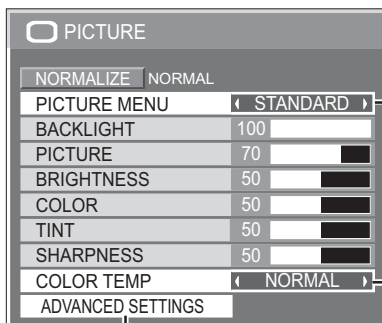 PICTURE
NORMALIZE NORMAL
PICTURE MENU STANDARD
BACKLIGHT 100
PICTURE 70
BRIGHTNESS 50
COLOR 50
TINT 50
SHARPNESS 50
COLOR TEMP NORMAL
ADVANCED SETTINGS